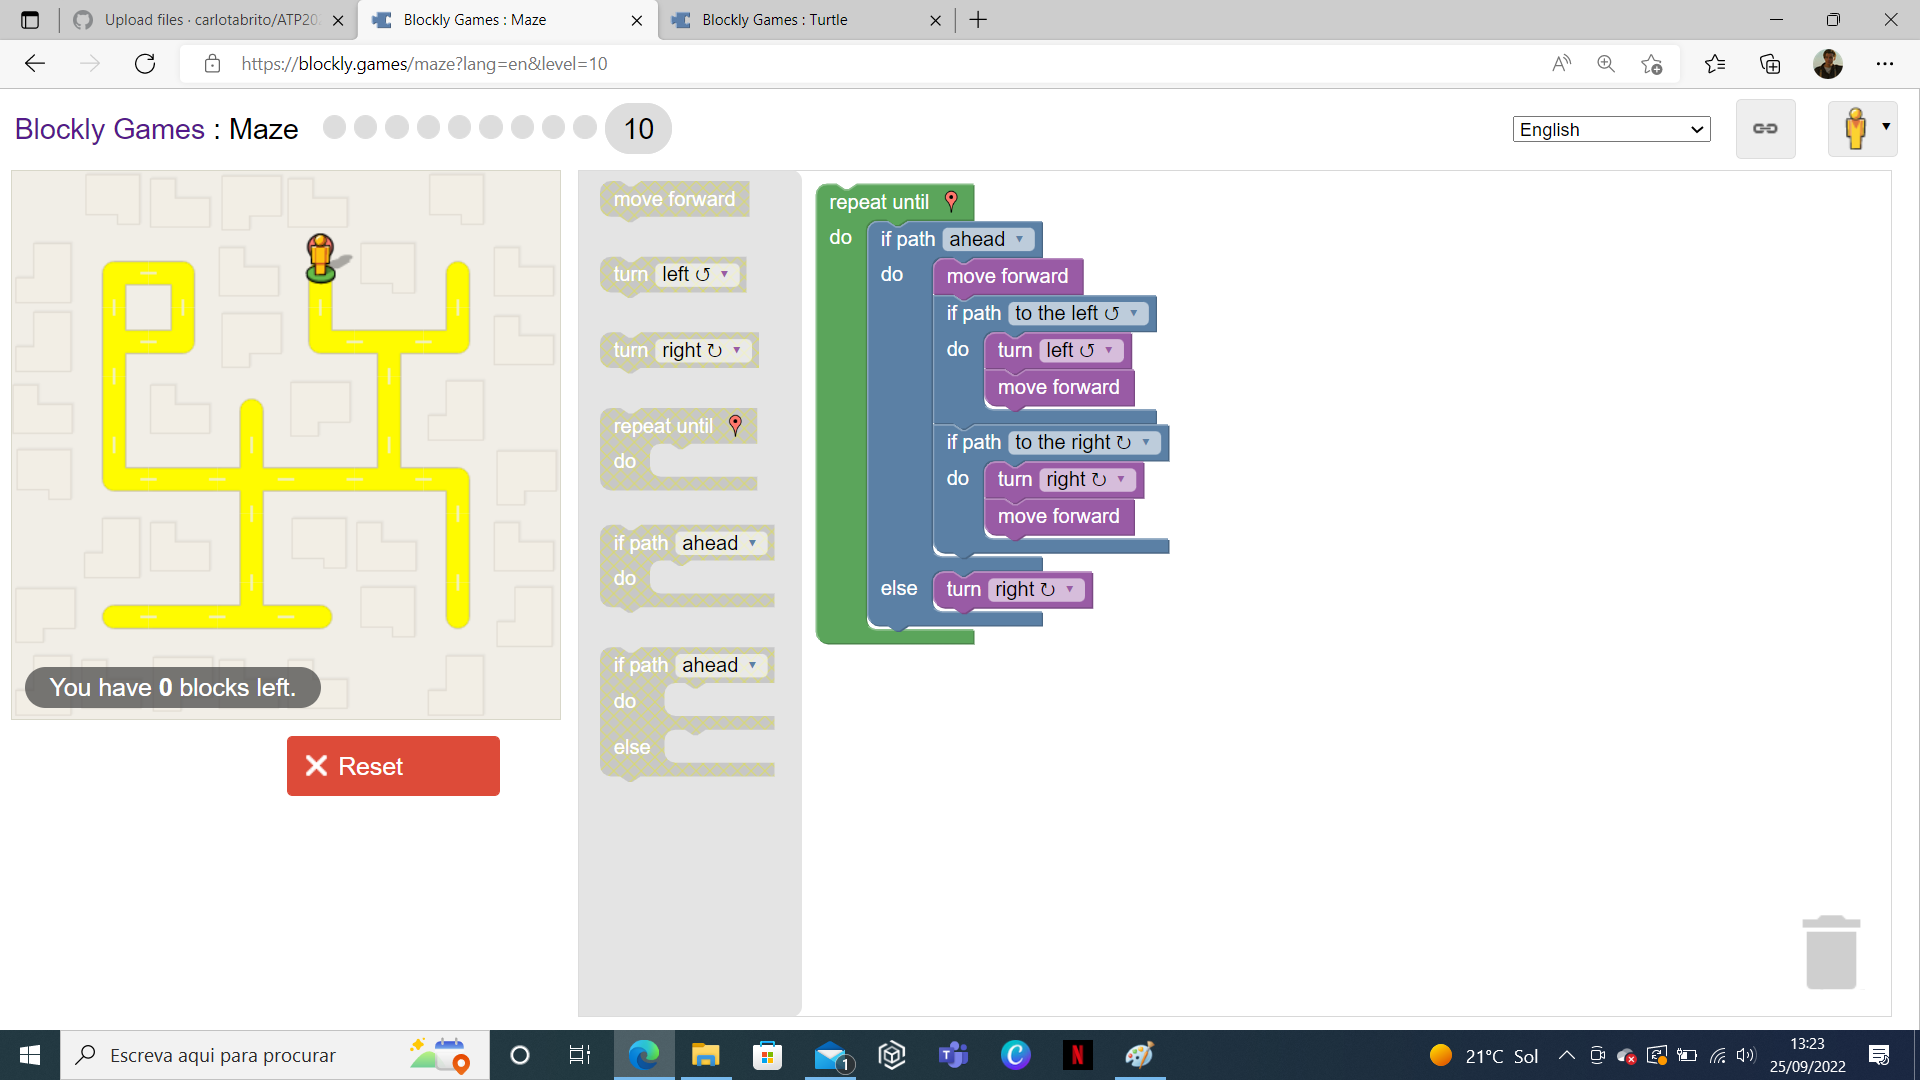 Upload files · carlotabrito/ATP20
Blockly Games : Maze
Blockly Games : Turtle
https://blockly.games/maze?lang=en&level=10
Blockly Games : Maze
10
English
move forward
turn left ↺
turn right ↻
repeat until
do
if path ahead
do
if path ahead
do
else
repeat until
do
if path ahead
do
move forward
if path to the left ↺
do
turn left ↺
move forward
if path to the right ↻
do
turn right ↻
move forward
else
turn right ↻
You have 0 blocks left.
Reset
Escreva aqui para procurar
1
21°C Sol
13:23
25/09/2022